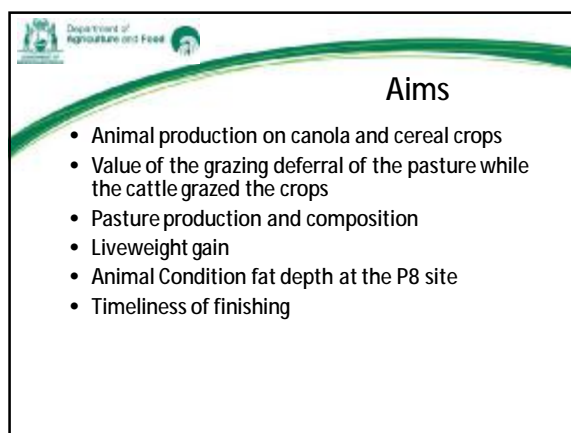 Department of
Agriculture and Food
Aims
• Animal production on canola and cereal crops
• Value of the grazing deferral of the pasture while
the cattle grazed the crops
• Pasture production and composition
• Liveweight gain
• Animal Condition fat depth at the P8 site
• Timeliness of finishing